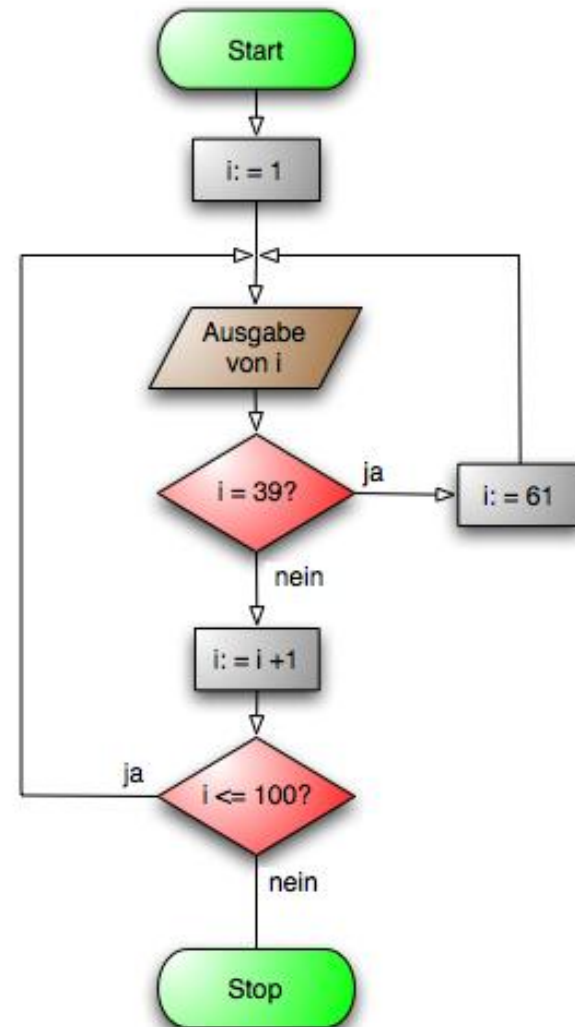 Start
i: = 1
Ausgabe
von i
i = 39?
ja
i: = 61
nein
i: = i +1
ja
i <= 100?
nein
Stop